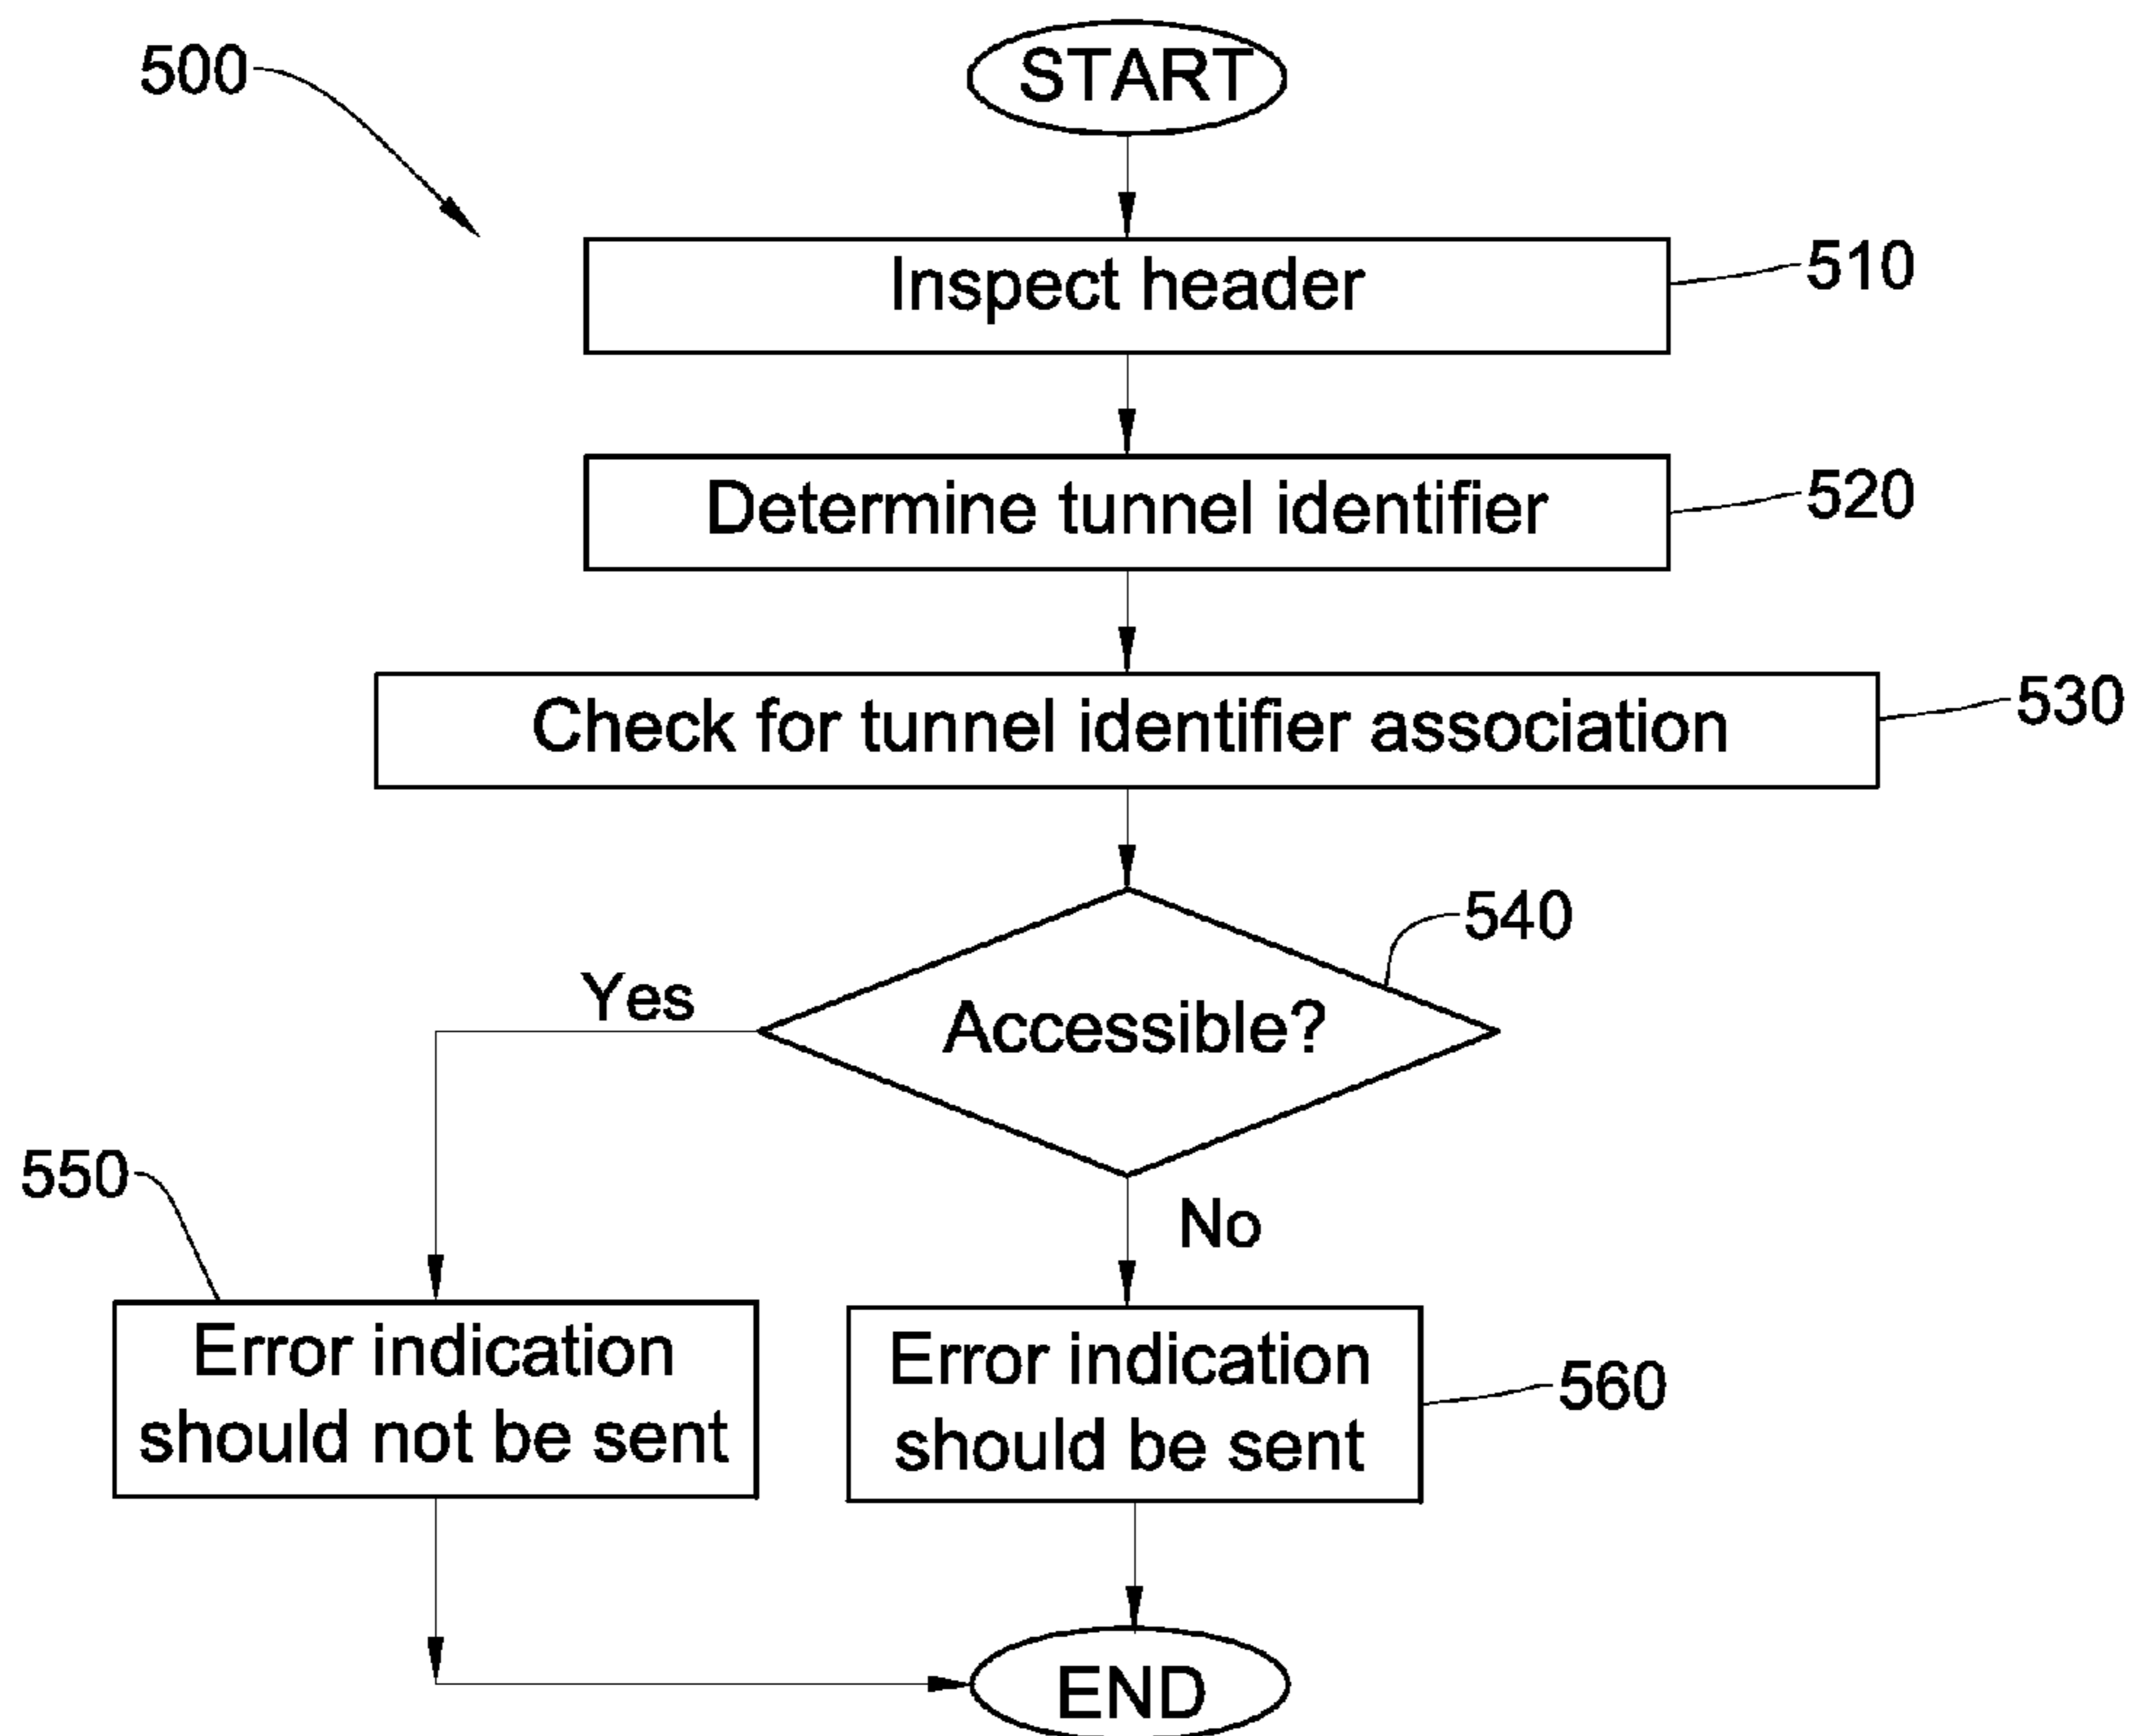 500
START
Inspect header
510
Determine tunnel identifier
520
Check for tunnel identifier association
530
540
Accessible?
Yes
No
550
Error indication
should not be sent
Error indication
should be sent
560
END